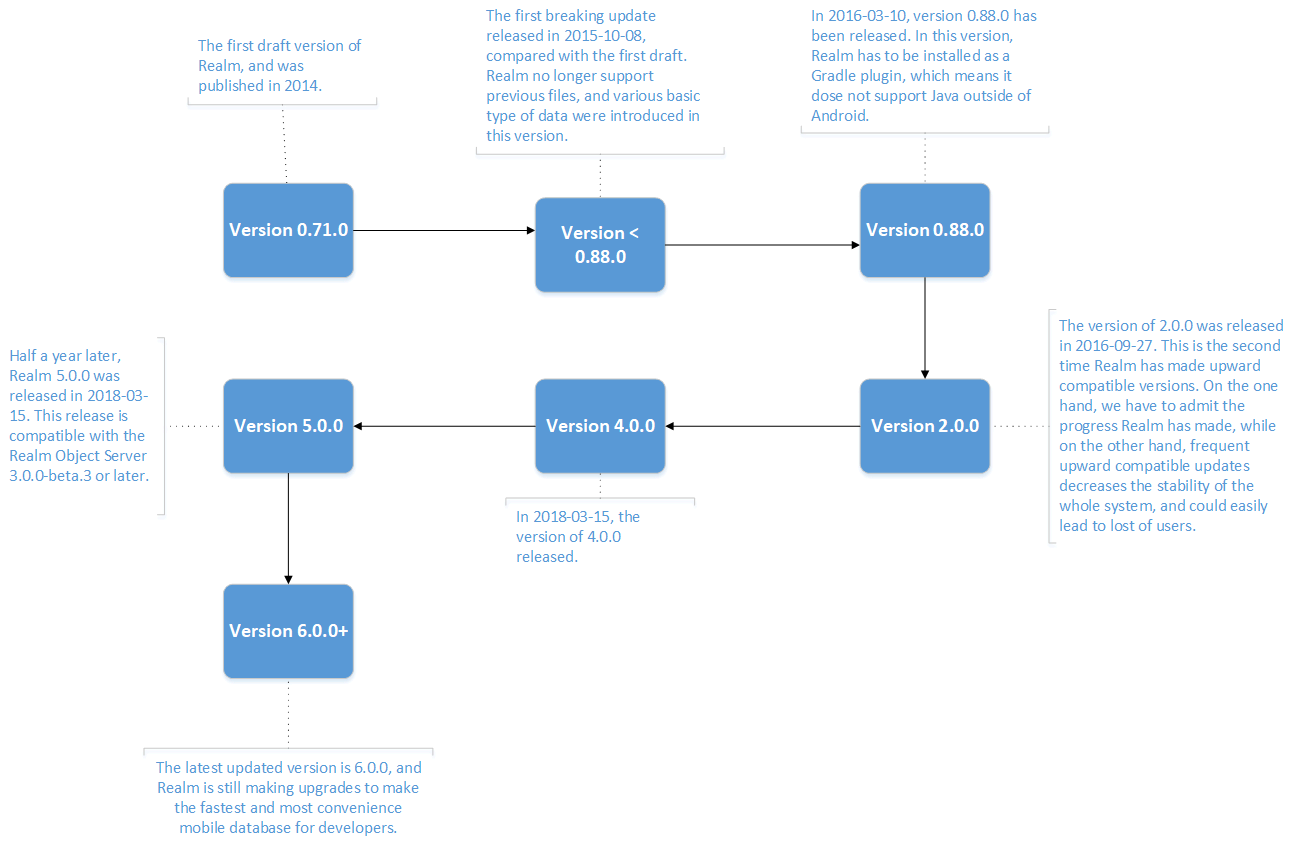 The first draft version of
Realm, and was
published in 2014.
The first breaking update
released in 2015-10-08,
compared with the first draft.
Realm no longer support
previous files, and various basic
type of data were introduced in
this version.
In 2016-03-10, version 0.88.0 has
been released. In this version,
Realm has to be installed as a
Gradle plugin, which means it
dose not support Java outside of
Android.
Version 0.71.0
Version <
0.88.0
Version 0.88.0
The version of 2.0.0 was released
in 2016-09-27. This is the second
time Realm has made upward
compatible versions. On the one
hand, we have to admit the
progress Realm has made, while
on the other hand, frequent
upward compatible updates
decreases the stability of the
whole system, and could easily
lead to lost of users.
Version 2.0.0
Version 4.0.0
In 2018-03-15, the
version of 4.0.0
released.
Version 5.0.0
Half a year later,
Realm 5.0.0 was
released in 2018-03-
15. This release is
compatible with the
Realm Object Server
3.0.0-beta.3 or later.
Version 6.0.0+
The latest updated version is 6.0.0, and
Realm is still making upgrades to make
the fastest and most convenience
mobile database for developers.